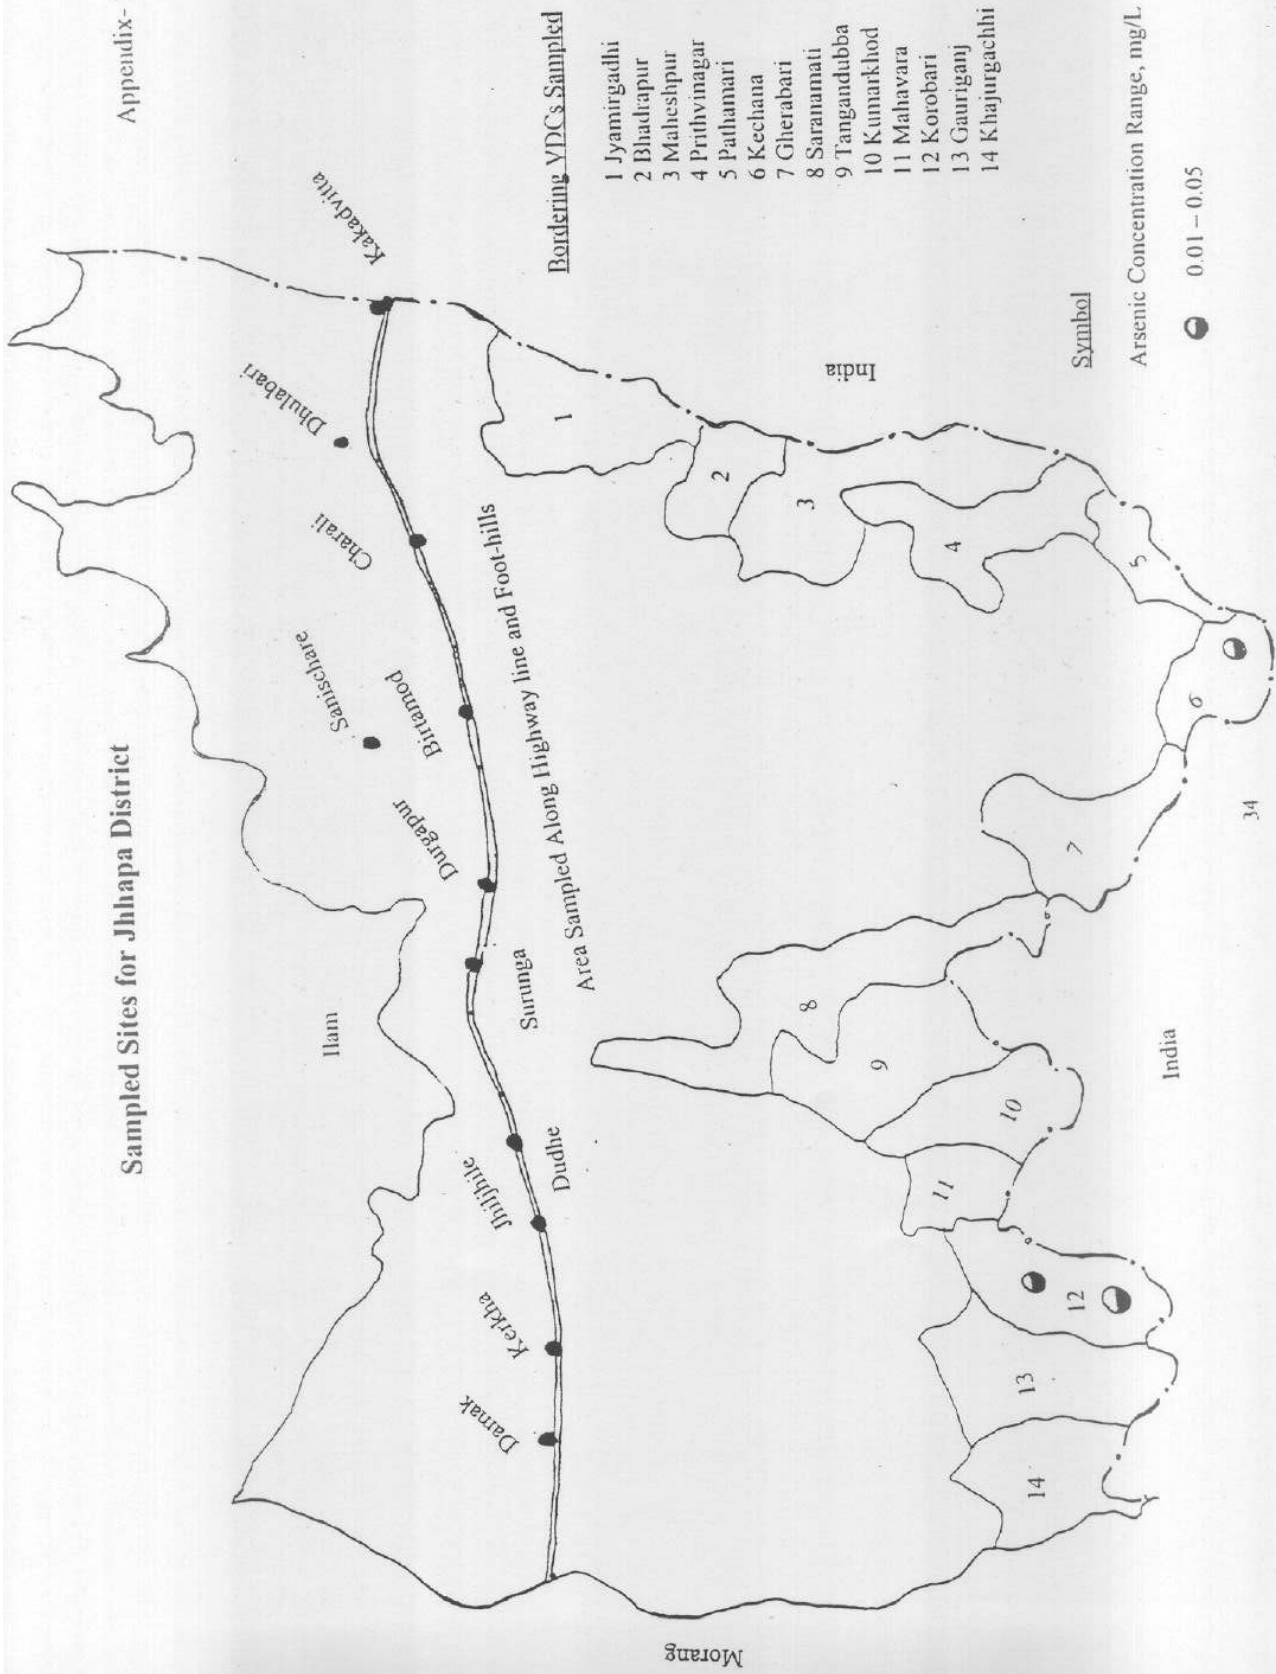 Appendix-
Sampled Sites for Jhhapa District
Ilam
Kakadvitta
Dhulabari
Charali
Sanischare
Birtamod
Durgapur
Surunga
Dudhe
Jhiljhile
Kerkha
Damak
Area Sampled Along Highway line and Foot-hills
Morang
India
India
1
2
3
4
5
6
7
8
9
10
11
12
13
14
Bordering VDCs Sampled
1 Jyamirgadhi
2 Bhadrapur
3 Maheshpur
4 Prithvinagar
5 Pathamari
6 Kechana
7 Gherabari
8 Saranamati
9 Tangandubba
10 Kumarkhod
11 Mahavara
12 Korobari
13 Gauriganj
14 Khajurgachhi
Symbol
Arsenic Concentration Range, mg/L
0.01 – 0.05
34